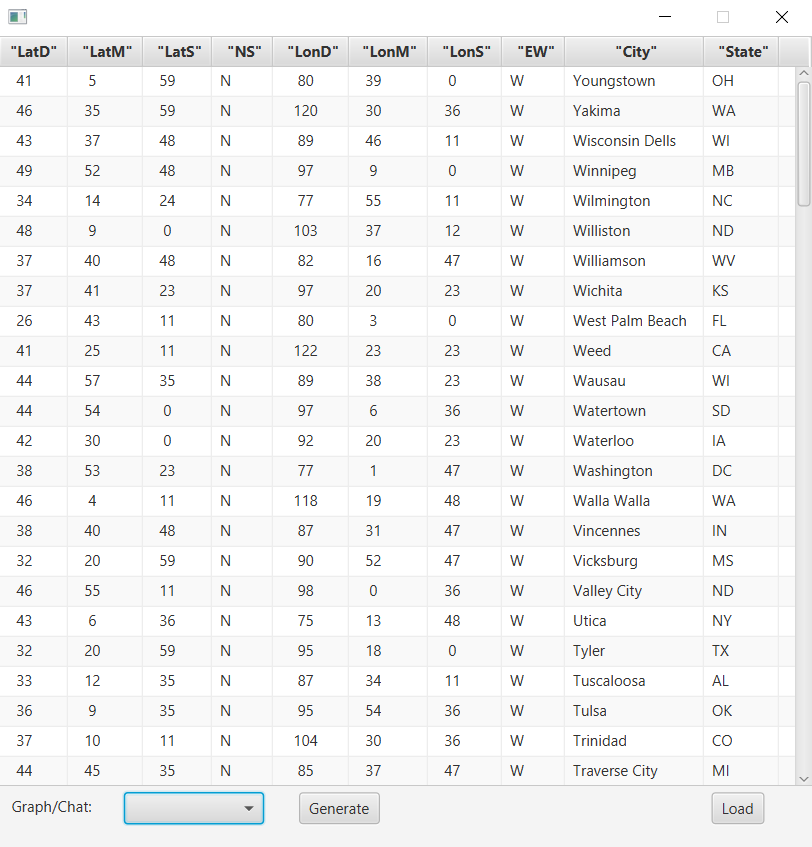 "LatD" "LatM" "LatS" "NS" "LonD" "LonM" "LonS" "EW" "City" "State"
41 5 59 N 80 39 0 W Youngstown OH
46 35 59 N 120 30 36 W Yakima WA
43 37 48 N 89 46 11 W Wisconsin Dells WI
49 52 48 N 97 9 0 W Winnipeg MB
34 14 24 N 77 55 11 W Wilmington NC
48 9 0 N 103 37 12 W Williston ND
37 40 48 N 82 16 47 W Williamson WV
37 41 23 N 97 20 23 W Wichita KS
26 43 11 N 80 3 0 W West Palm Beach FL
41 25 11 N 122 23 23 W Weed CA
44 57 35 N 89 38 23 W Wausau WI
44 54 0 N 97 6 36 W Watertown SD
42 30 0 N 92 20 23 W Waterloo IA
38 53 23 N 77 1 47 W Washington DC
46 4 11 N 118 19 48 W Walla Walla WA
38 40 48 N 87 31 47 W Vincennes IN
32 20 59 N 90 52 47 W Vicksburg MS
46 55 11 N 98 0 36 W Valley City ND
43 6 36 N 75 13 48 W Utica NY
32 20 59 N 95 18 0 W Tyler TX
33 12 35 N 87 34 11 W Tuscaloosa AL
36 9 35 N 95 54 36 W Tulsa OK
37 10 11 N 104 30 36 W Trinidad CO
44 45 35 N 85 37 47 W Traverse City MI
Graph/Chat: Generate Load